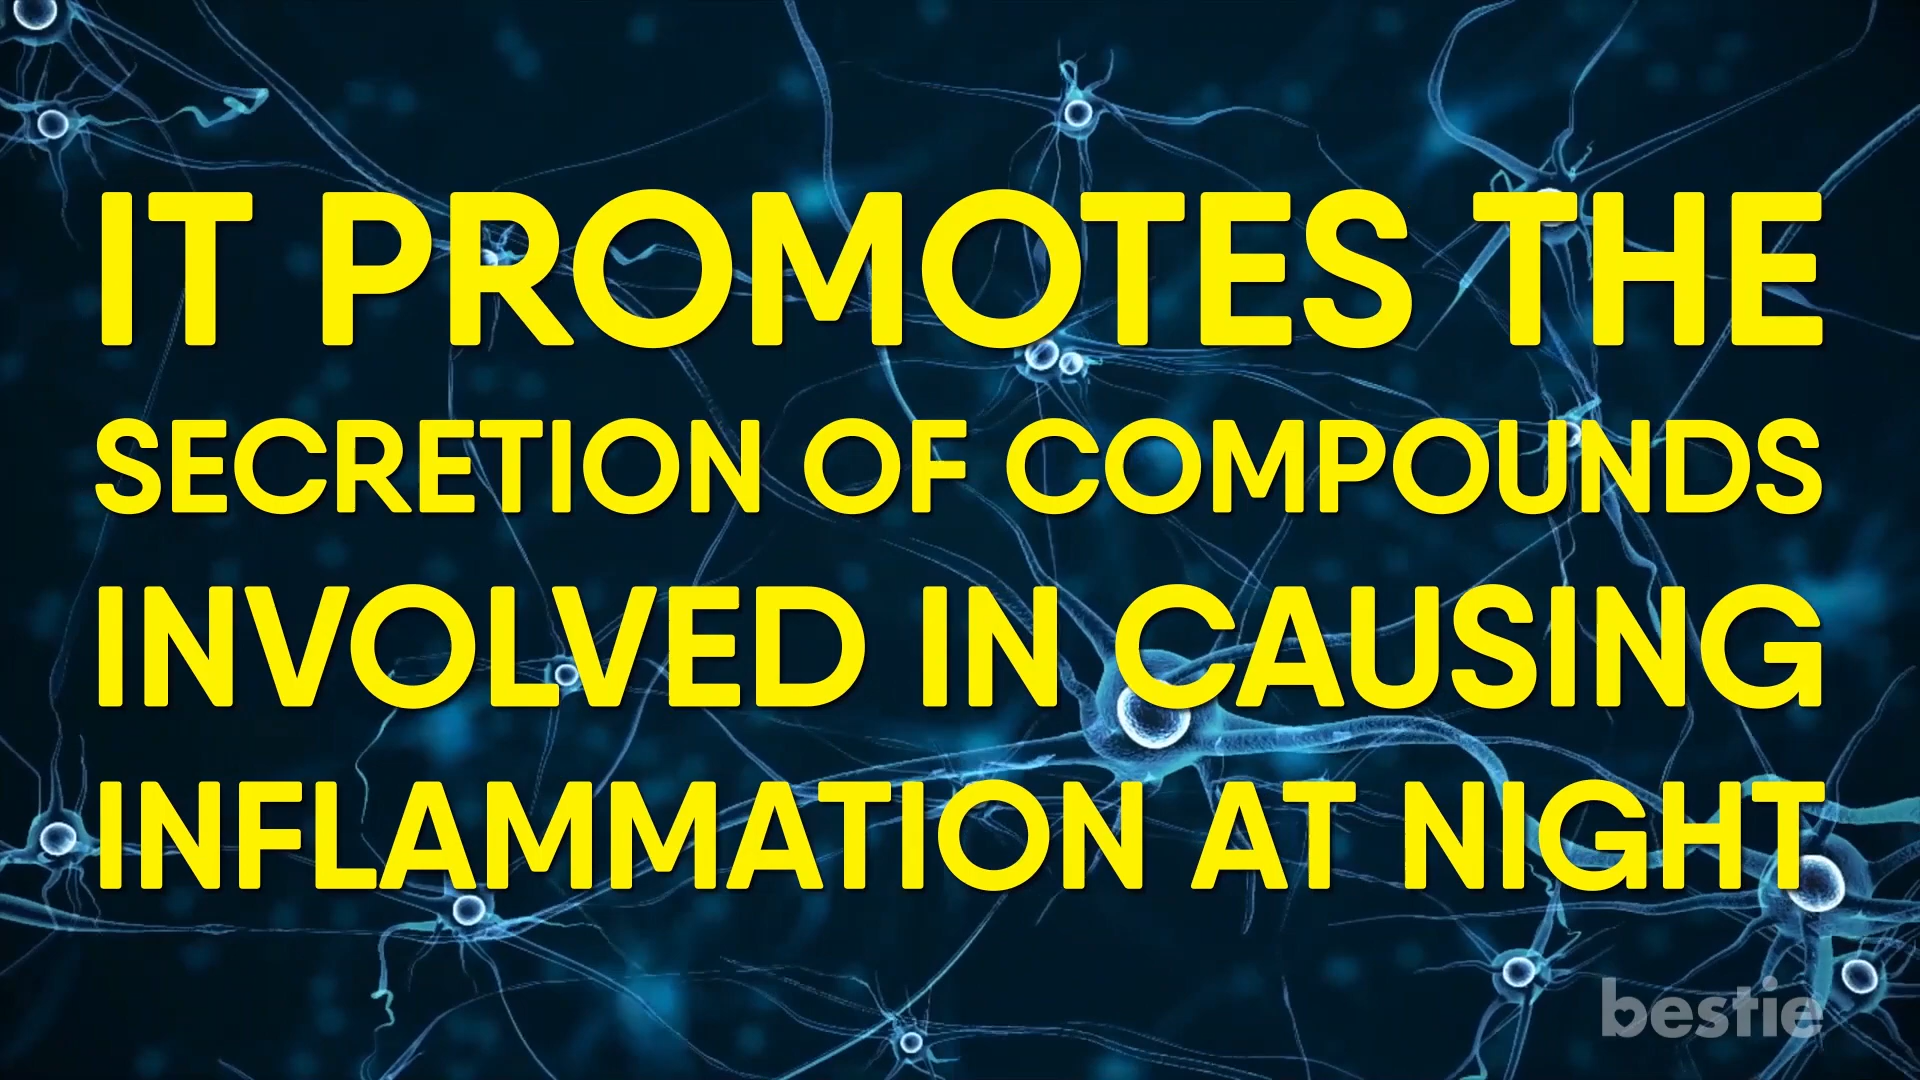 IT PROMOTES THE
SECRETION OF COMPOUNDS
INVOLVED IN CAUSING
INFLAMMATION AT NIGHT
bestie